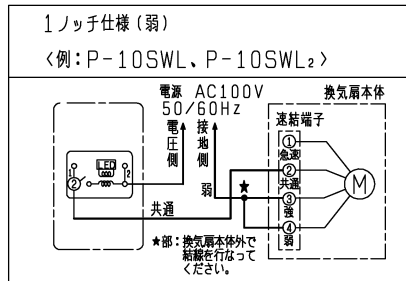 1ノッチ仕様(弱)
〈例:P-10SWL、P-10SWL₂〉
電源 AC100V
50/60Hz
電圧側
接地側
換気扇本体
速結端子
LED
1
2
2
①
急速
②
共通
③
強
④
弱
M
弱
★
共通
★部:換気扇本体外で
結線を行なって
ください。